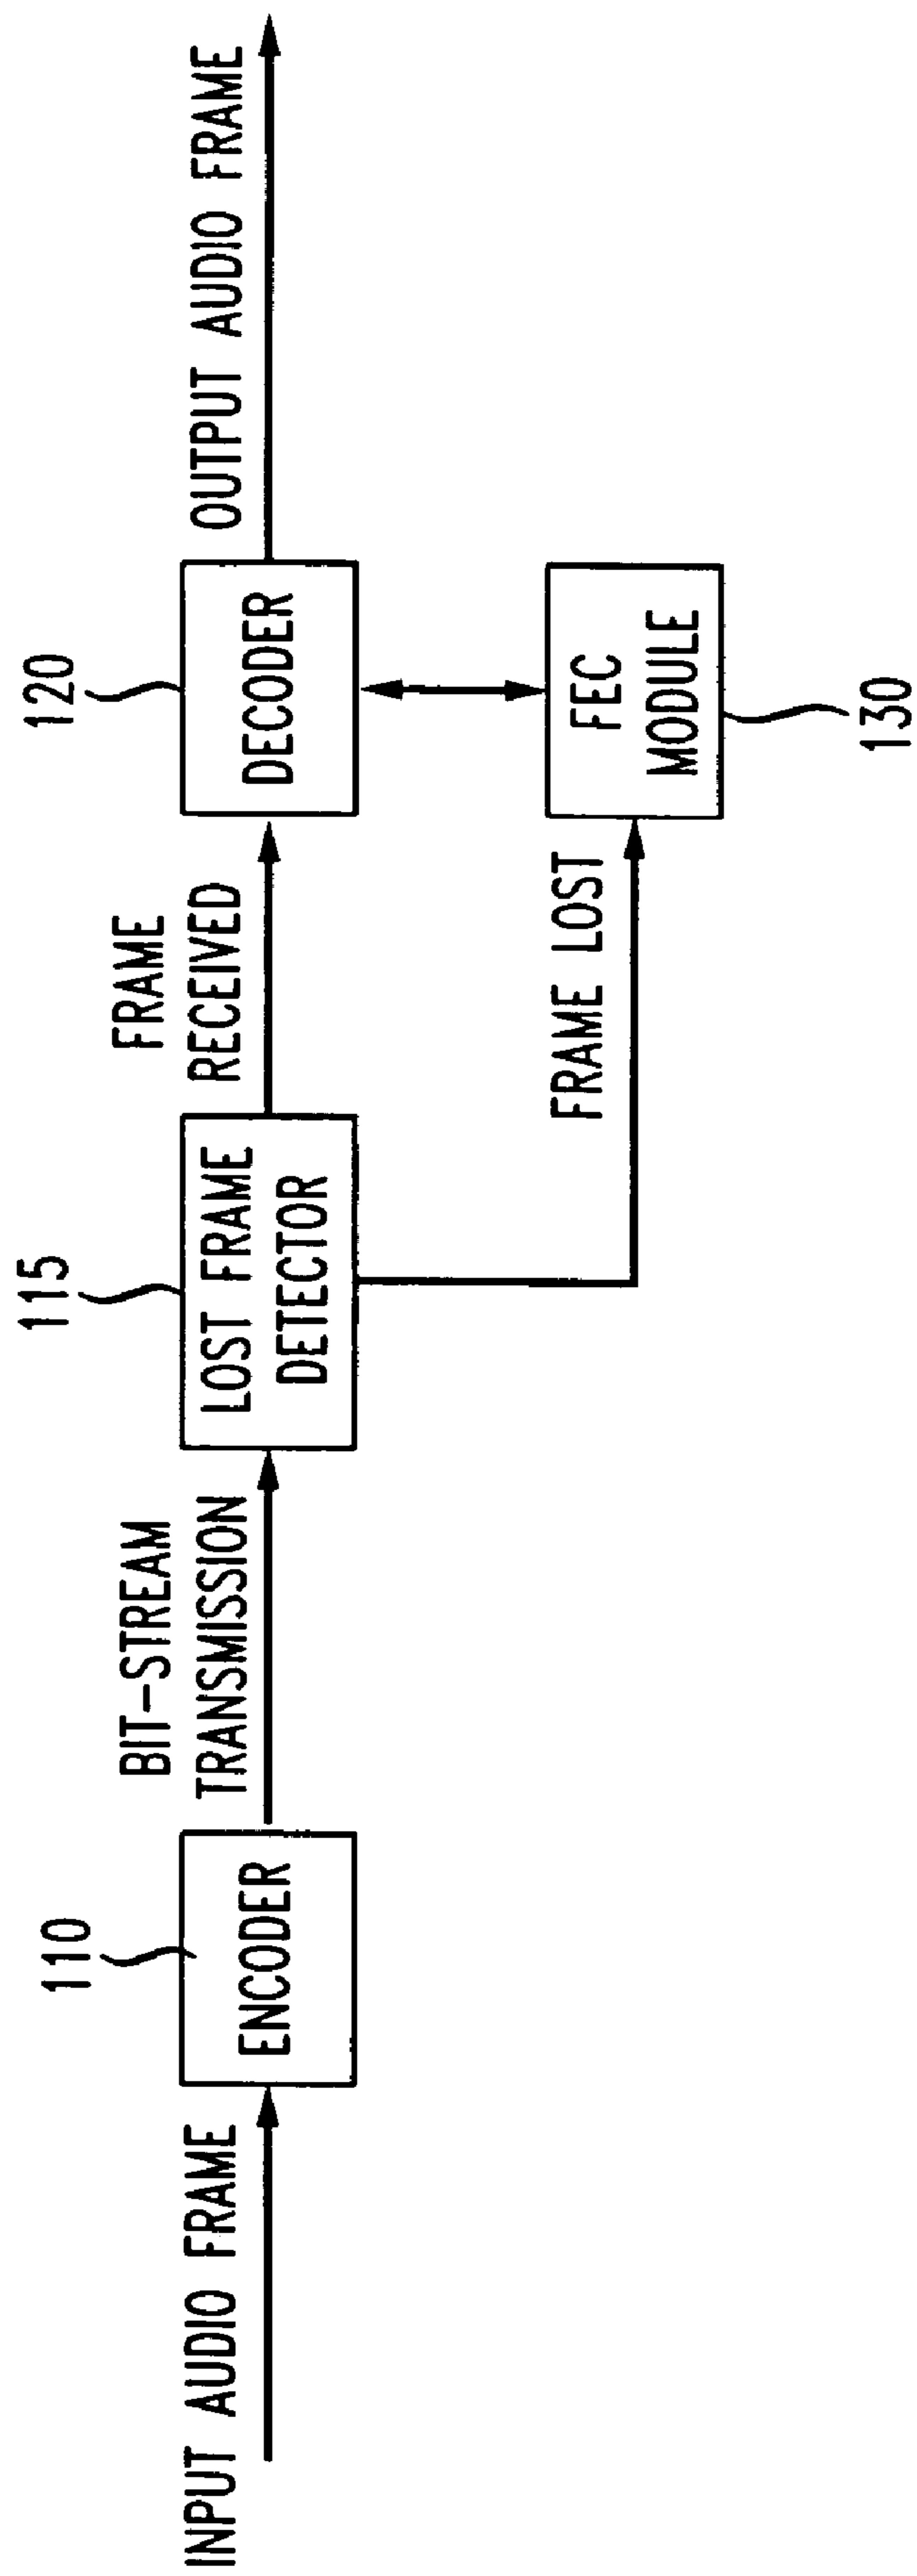 INPUT AUDIO FRAME
110
ENCODER
BIT-STREAM
TRANSMISSION
115
LOST FRAME
DETECTOR
FRAME
RECEIVED
FRAME LOST
120
DECODER
FEC
MODULE
130
OUTPUT AUDIO FRAME